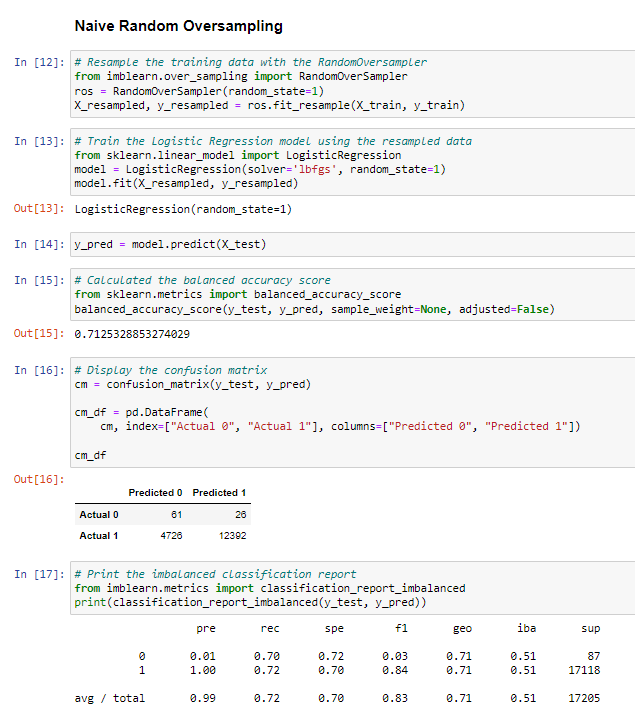 Naive Random Oversampling
In [12]: # Resample the training data with the RandomOversampler
from imblearn.over_sampling import RandomOverSampler
ros = RandomOverSampler(random_state=1)
X_resampled, y_resampled = ros.fit_resample(X_train, y_train)
In [13]: # Train the Logistic Regression model using the resampled data
from sklearn.linear_model import LogisticRegression
model = LogisticRegression(solver='lbfgs', random_state=1)
model.fit(X_resampled, y_resampled)
Out[13]: LogisticRegression(random_state=1)
In [14]: y_pred = model.predict(X_test)
In [15]: # Calculated the balanced accuracy score
from sklearn.metrics import balanced_accuracy_score
balanced_accuracy_score(y_test, y_pred, sample_weight=None, adjusted=False)
Out[15]: 0.7125328853274029
In [16]: # Display the confusion matrix
cm = confusion_matrix(y_test, y_pred)
cm_df = pd.DataFrame(
cm, index=["Actual 0", "Actual 1"], columns=["Predicted 0", "Predicted 1"])
cm_df
Out[16]:
Predicted 0 Predicted 1
Actual 0 61 26
Actual 1 4726 12392
In [17]: # Print the imbalanced classification report
from imblearn.metrics import classification_report_imbalanced
print(classification_report_imbalanced(y_test, y_pred))
pre rec spe f1 geo iba sup
0 0.01 0.70 0.72 0.03 0.71 0.51 87
1 1.00 0.72 0.70 0.84 0.71 0.51 17118
avg / total 0.99 0.72 0.70 0.83 0.71 0.51 17205